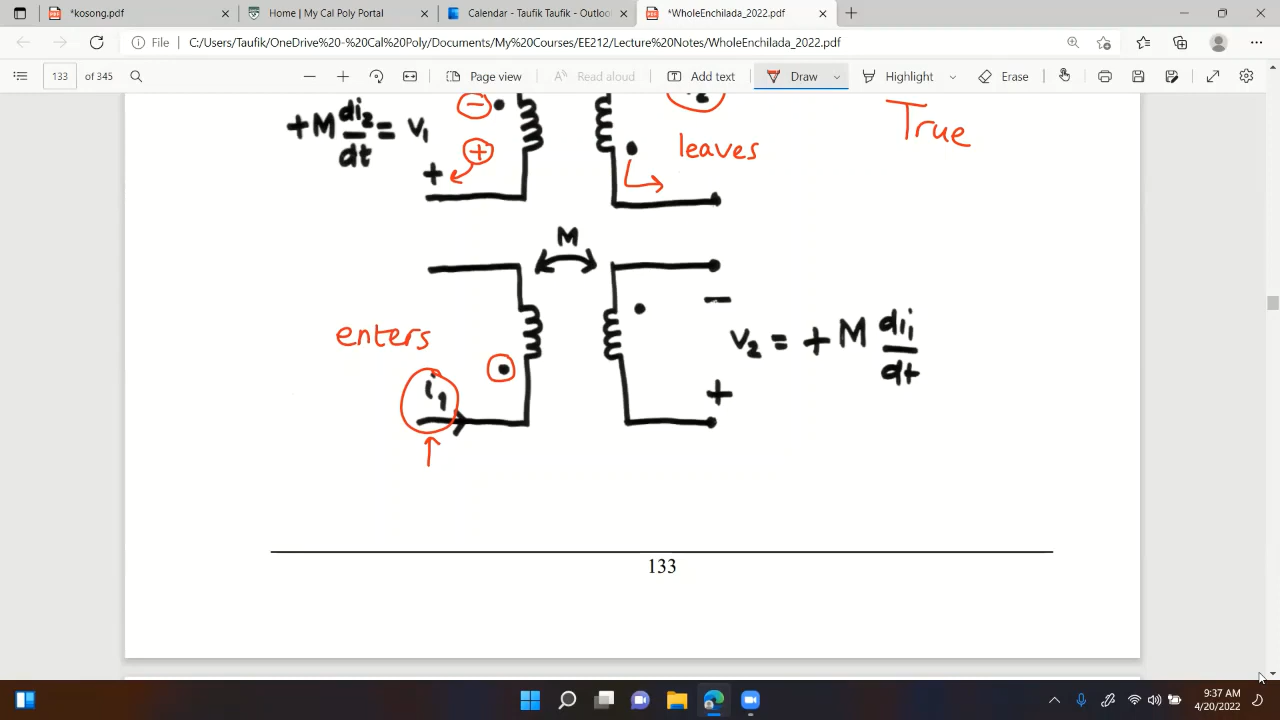 *kosong.pdf
Home | My Cal Poly Portal
Calendar - Taufik Taufik - Outloo
*WholeEnchilada_2022.pdf
File
C:/Users/Taufik/OneDrive%20-%20Cal%20Poly/Documents/My%20Courses/EE212/Lecture%20Notes/WholeEnchilada_2022.pdf
133 of 345
Page view
Read aloud
Add text
Draw
Highlight
Erase
+M di₂/dt = v₁
−
+
+
leaves
True
M
enters
i₁
−
v₂ = +M di₁/dt
+
133
9:37 AM
4/20/2022